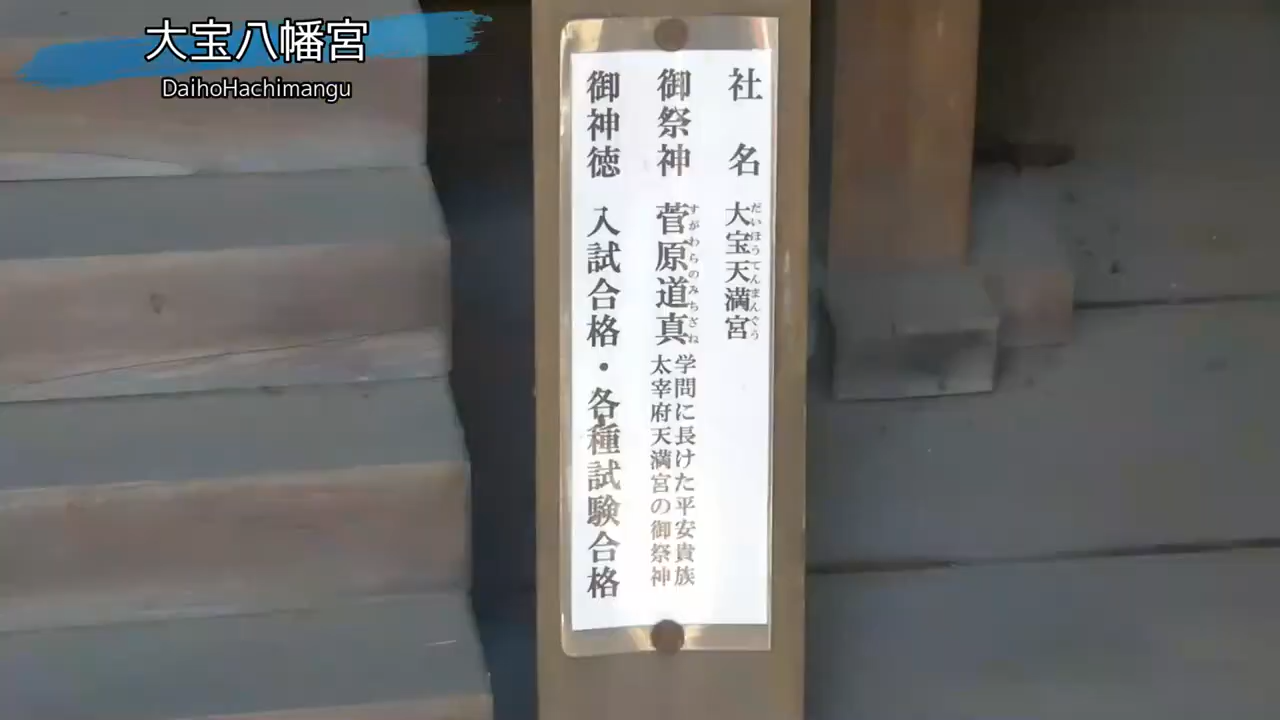 大宝八幡宮
DaihoHachimangu
社名 大宝天満宮
だいほうてんまんぐう
御祭神 菅原道真
すがわらのみちざね
学問に長けた平安貴族
太宰府天満宮の御祭神
御神徳 入試合格・各種試験合格